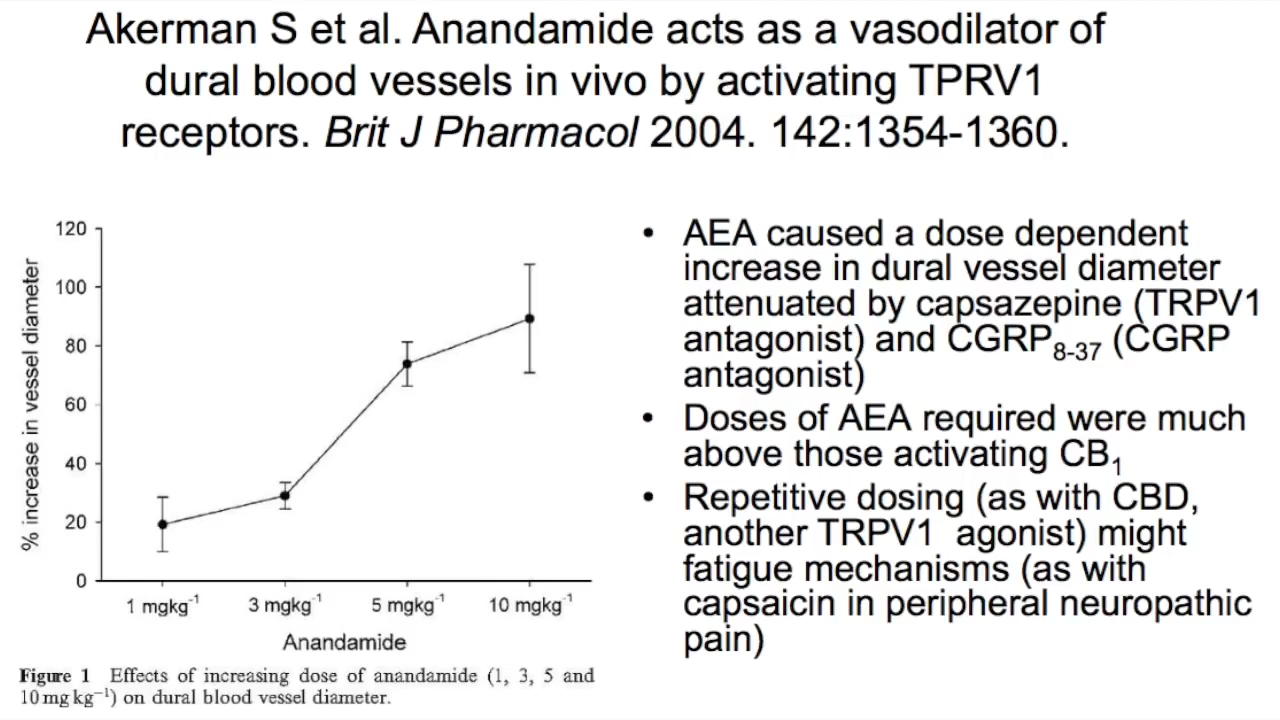 Akerman S et al. Anandamide acts as a vasodilator of
dural blood vessels in vivo by activating TPRV1
receptors. Brit J Pharmacol 2004. 142:1354-1360.
% increase in vessel diameter
120
100
80
60
40
20
0
1 mgkg⁻¹ 3 mgkg⁻¹ 5 mgkg⁻¹ 10 mgkg⁻¹
Anandamide
Figure 1 Effects of increasing dose of anandamide (1, 3, 5 and
10 mg kg⁻¹) on dural blood vessel diameter.
• AEA caused a dose dependent
increase in dural vessel diameter
attenuated by capsazepine (TRPV1
antagonist) and CGRP₈₋₃₇ (CGRP
antagonist)
• Doses of AEA required were much
above those activating CB₁
• Repetitive dosing (as with CBD,
another TRPV1 agonist) might
fatigue mechanisms (as with
capsaicin in peripheral neuropathic
pain)